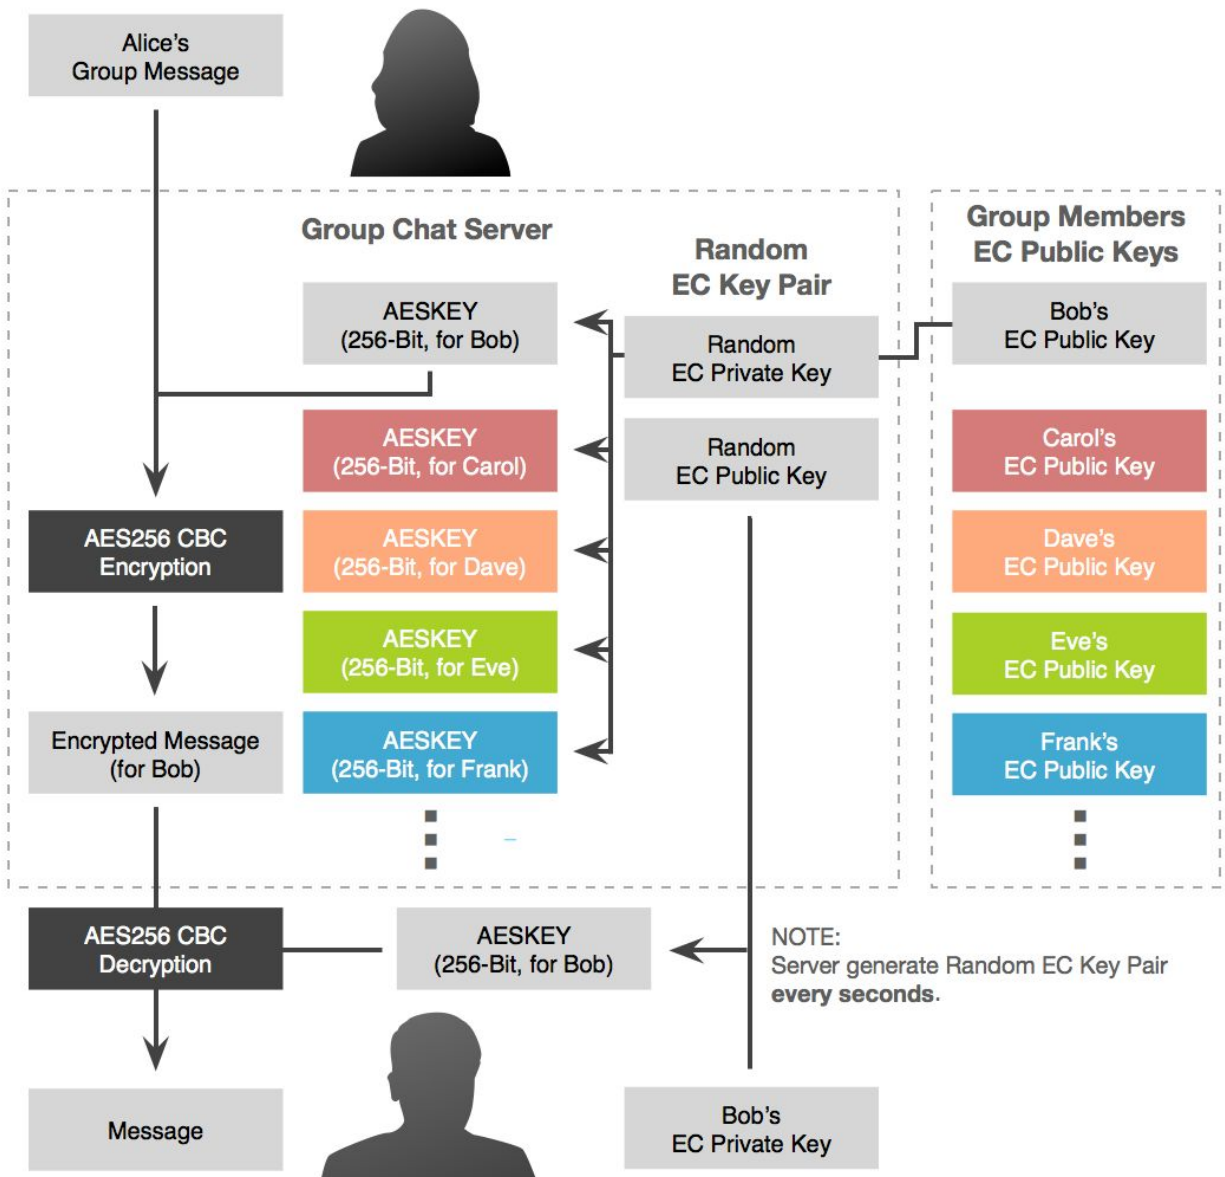 Alice's
Group Message
Group Chat Server
Random
EC Key Pair
Group Members
EC Public Keys
AESKEY
(256-Bit, for Bob)
Random
EC Private Key
Bob's
EC Public Key
AESKEY
(256-Bit, for Carol)
Random
EC Public Key
Carol's
EC Public Key
AES256 CBC
Encryption
AESKEY
(256-Bit, for Dave)
Dave's
EC Public Key
AESKEY
(256-Bit, for Eve)
Eve's
EC Public Key
Encrypted Message
(for Bob)
AESKEY
(256-Bit, for Frank)
Frank's
EC Public Key
AES256 CBC
Decryption
AESKEY
(256-Bit, for Bob)
NOTE:
Server generate Random EC Key Pair
every seconds.
Message
Bob's
EC Private Key